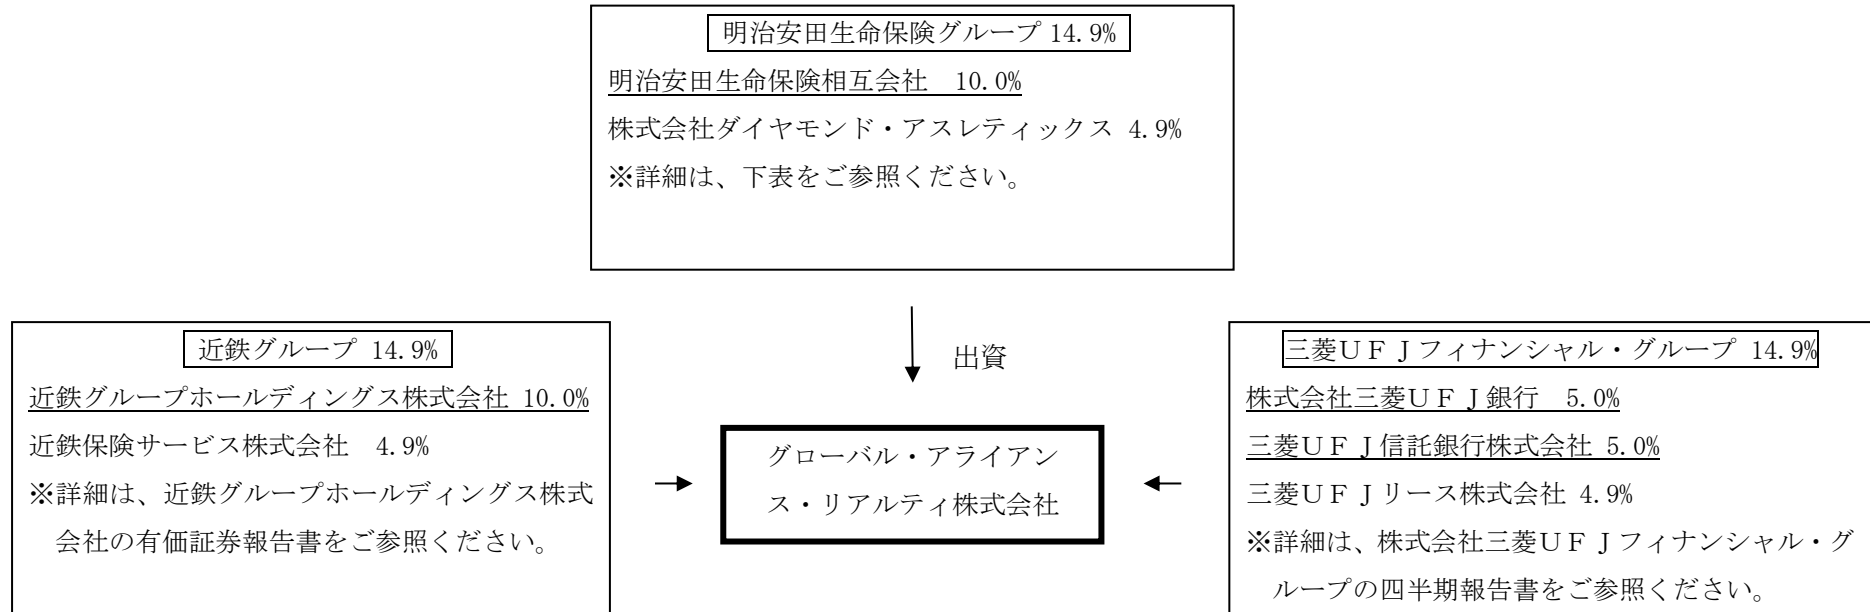 明治安田生命保険グループ 14.9%
明治安田生命保険相互会社　10.0%
株式会社ダイヤモンド・アスレティックス 4.9%
※詳細は、下表をご参照ください。
出資
近鉄グループ 14.9%
近鉄グループホールディングス株式会社 10.0%
近鉄保険サービス株式会社　4.9%
※詳細は、近鉄グループホールディングス株式
会社の有価証券報告書をご参照ください。
グローバル・アライアン
ス・リアルティ株式会社
三菱ＵＦＪフィナンシャル・グループ 14.9%
株式会社三菱ＵＦＪ銀行　5.0%
三菱ＵＦＪ信託銀行株式会社 5.0%
三菱ＵＦＪリース株式会社 4.9%
※詳細は、株式会社三菱ＵＦＪフィナンシャル・グ
ループの四半期報告書をご参照ください。